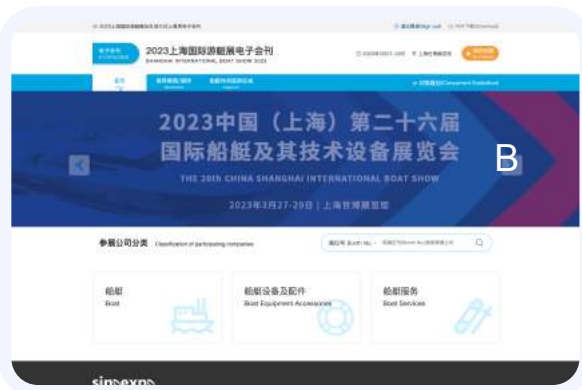 2023上海国际游艇展电子会刊
SHANGHAI INTERNATIONAL BOAT SHOW 2023
2023中国（上海）第二十六届
国际船艇及其技术设备展览会
THE 26th CHINA SHANGHAI INTERNATIONAL BOAT SHOW
B
2023年3月27-29日 | 上海世博展览馆
参展公司分类 Classification of participating companies
船艇
Boat
船艇设备及配件
Boat Equipment Accessories
船艇服务
Boat Services
sinoexpo